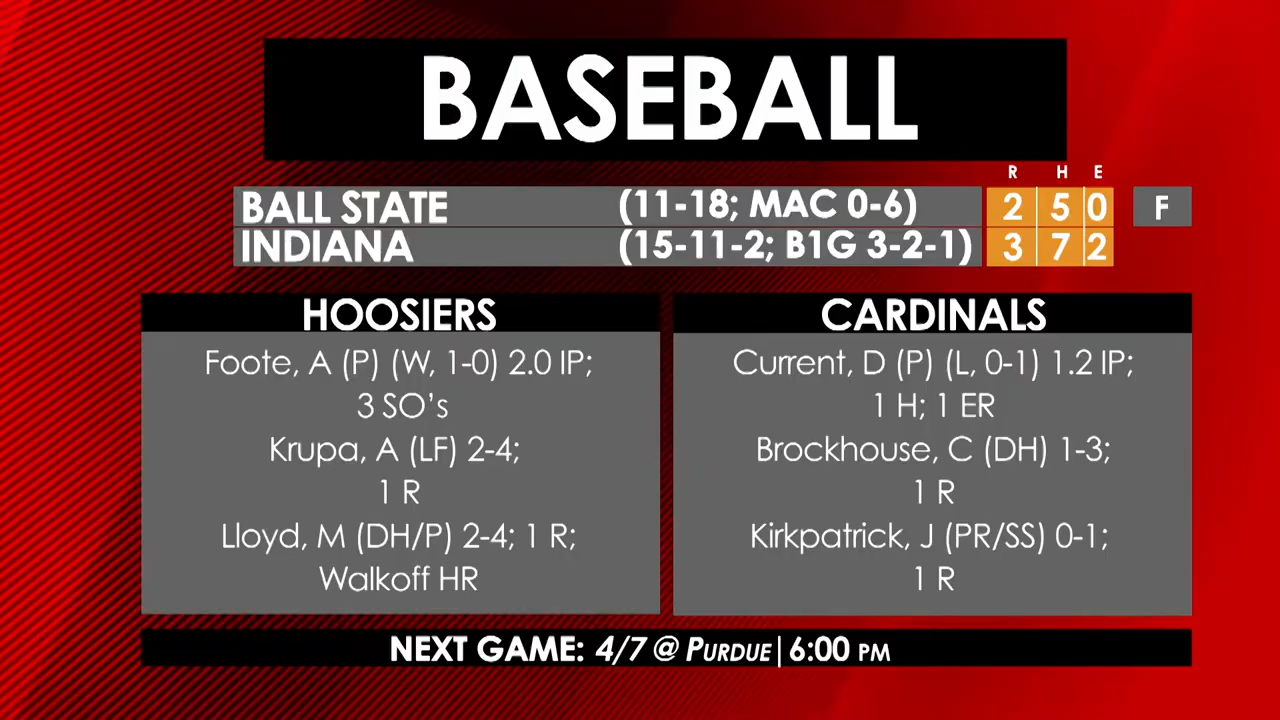 BASEBALL
R H E
BALL STATE (11-18; MAC 0-6) 2 5 0 F
INDIANA (15-11-2; B1G 3-2-1) 3 7 2
HOOSIERS
Foote, A (P) (W, 1-0) 2.0 IP;
3 SO's
Krupa, A (LF) 2-4;
1 R
Lloyd, M (DH/P) 2-4; 1 R;
Walkoff HR
CARDINALS
Current, D (P) (L, 0-1) 1.2 IP;
1 H; 1 ER
Brockhouse, C (DH) 1-3;
1 R
Kirkpatrick, J (PR/SS) 0-1;
1 R
NEXT GAME: 4/7 @ PURDUE | 6:00 PM